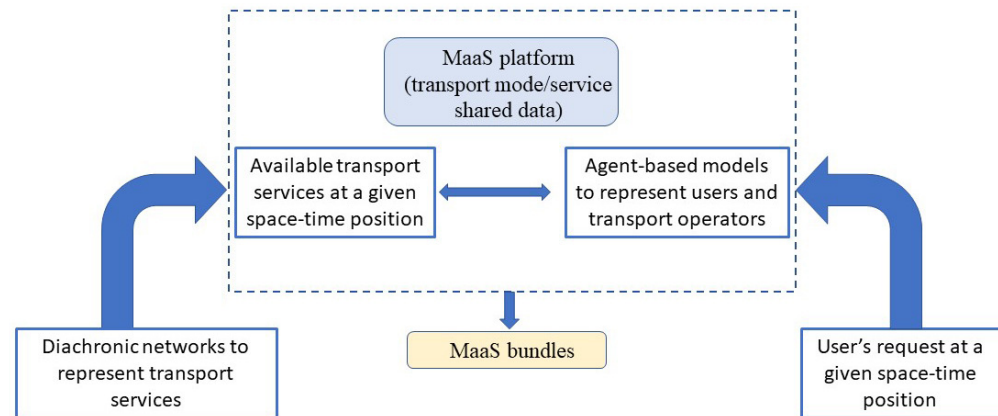 MaaS platform
(transport mode/service
shared data)
Available transport
services at a given
space-time position
Agent-based models
to represent users and
transport operators
Diachronic networks to
represent transport
services
MaaS bundles
User’s request at a
given space-time
position